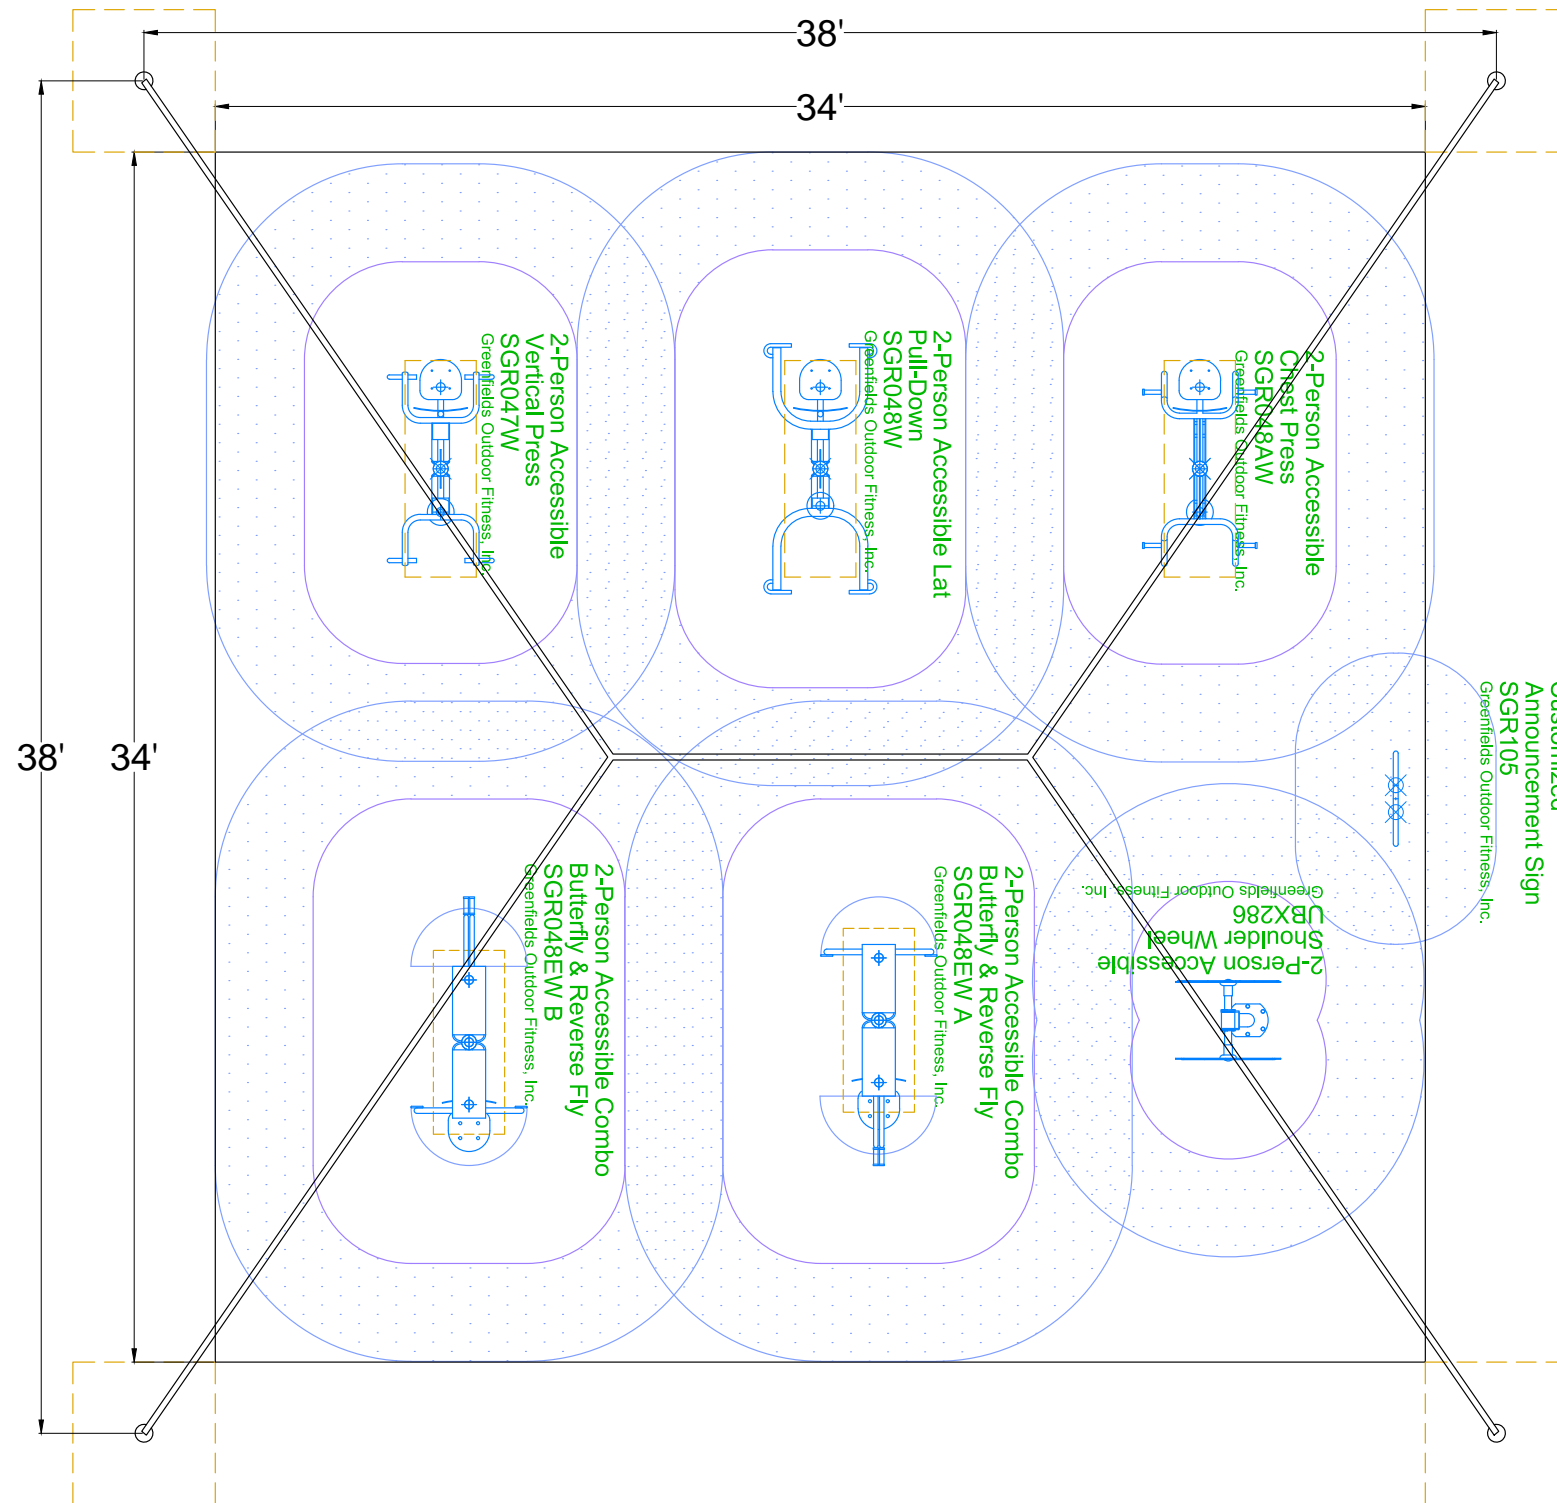 38'
34'
38'
34'
2-Person Accessible
Vertical Press
SGR047W
Greenfields Outdoor Fitness, Inc.
2-Person Accessible Lat
Pull-Down
SGR048W
Greenfields Outdoor Fitness, Inc.
2-Person Accessible
Chest Press
SGR048AW
Greenfields Outdoor Fitness, Inc.
Customized
Announcement Sign
SGR105
Greenfields Outdoor Fitness, Inc.
2-Person Accessible Combo
Butterfly & Reverse Fly
SGR048EW B
Greenfields Outdoor Fitness, Inc.
2-Person Accessible Combo
Butterfly & Reverse Fly
SGR048EW A
Greenfields Outdoor Fitness, Inc.
2-Person Accessible
Shoulder Wheel
UBX286
Greenfields Outdoor Fitness, Inc.